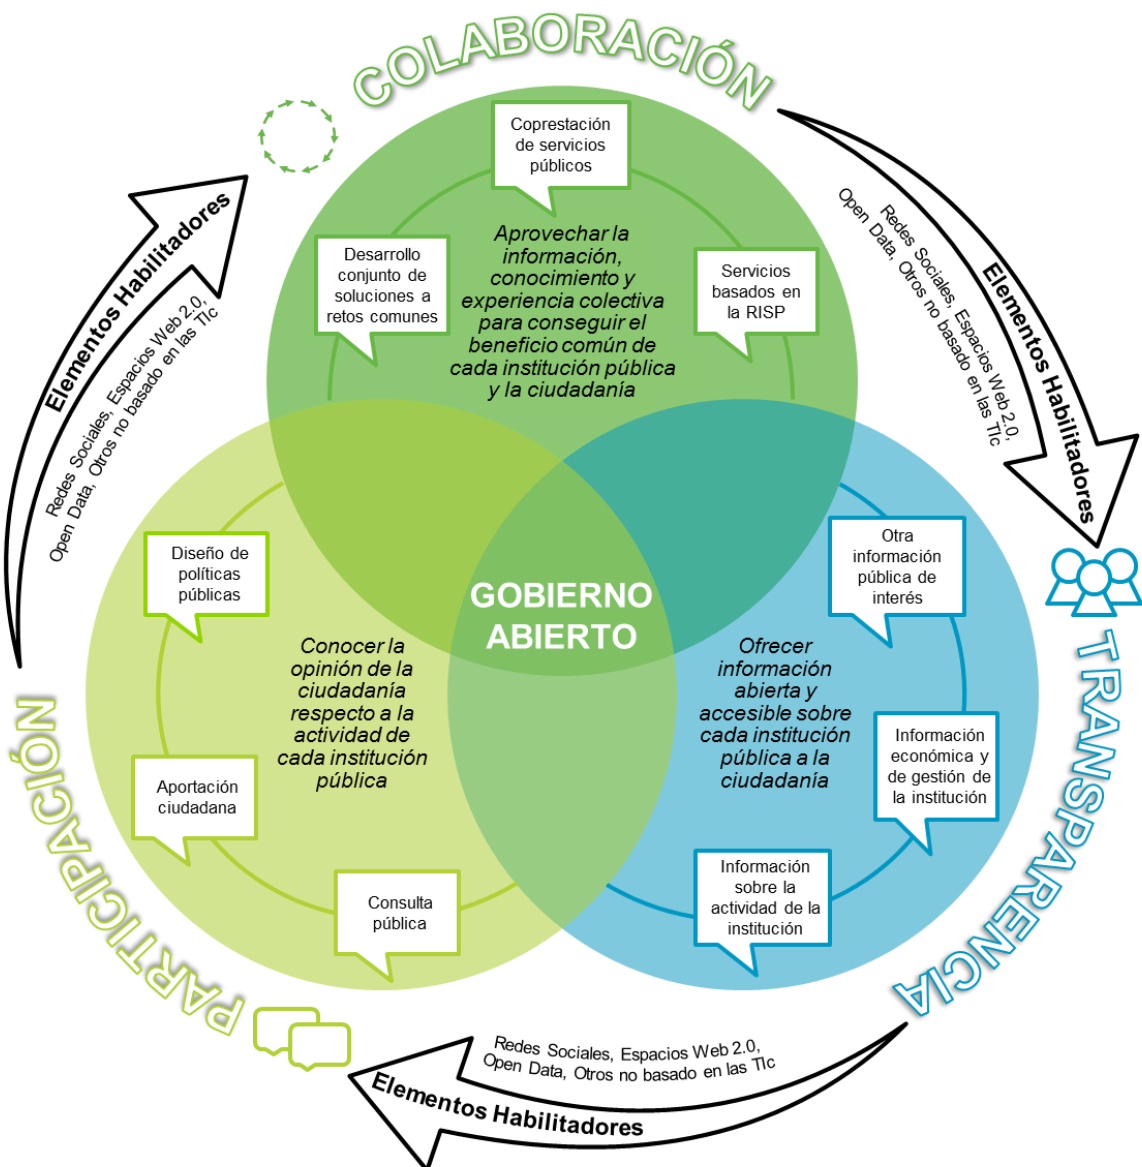 COLABORACIÓN
Coprestación
de servicios
públicos
Desarrollo
conjunto de
soluciones a
retos comunes
Aprovechar la
información,
conocimiento y
experiencia colectiva
para conseguir el
beneficio común de
cada institución pública
y la ciudadanía
Servicios
basados en
la RISP
Elementos Habilitadores
Redes Sociales, Espacios Web 2.0,
Open Data, Otros no basado en las TIc
Redes Sociales, Espacios Web 2.0,
Open Data, Otros no basado en las TIc
Elementos Habilitadores
GOBIERNO
ABIERTO
PARTICIPACIÓN
Diseño de
políticas
públicas
Conocer la
opinión de la
ciudadanía
respecto a la
actividad de
cada institución
pública
Aportación
ciudadana
Consulta
pública
TRANSPARENCIA
Otra
información
pública de
interés
Ofrecer
información
abierta y
accesible sobre
cada institución
pública a la
ciudadanía
Información
económica y
de gestión de
la institución
Información
sobre la
actividad de la
institución
Redes Sociales, Espacios Web 2.0,
Open Data, Otros no basado en las TIc
Elementos Habilitadores